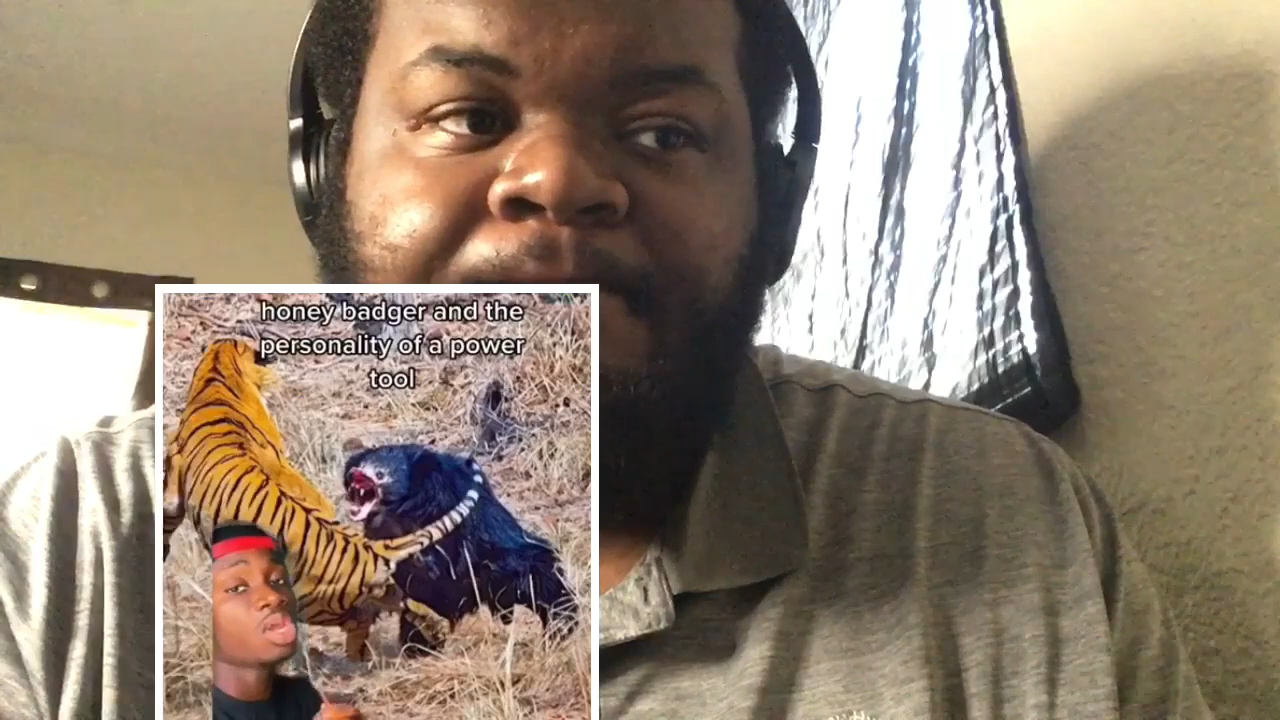 honey badger and the
personality of a power
tool